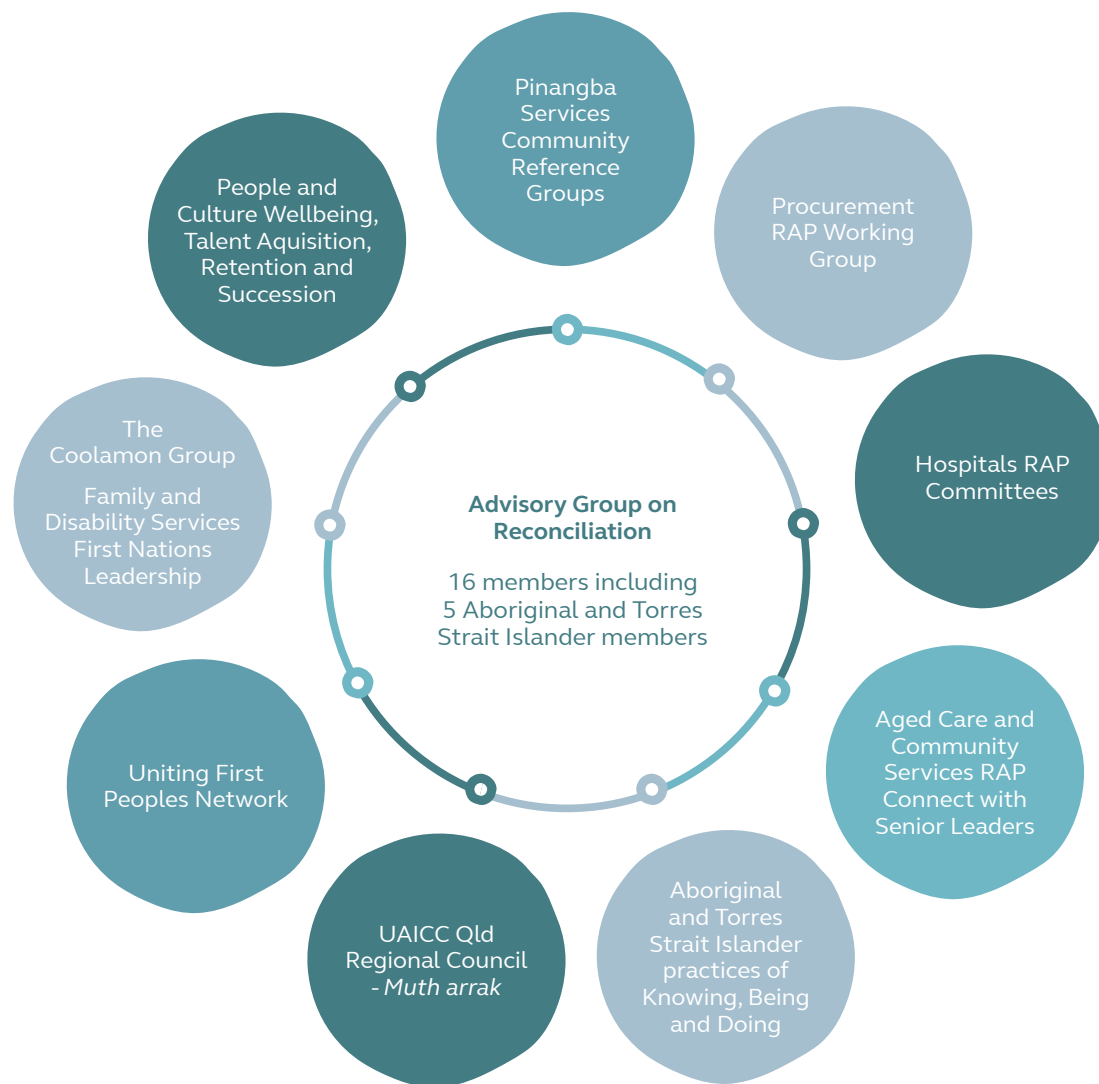 Pinangba
Services
Community
Reference
Groups
Procurement
RAP Working
Group
Hospitals RAP
Committees
Aged Care and
Community
Services RAP
Connect with
Senior Leaders
Aboriginal
and Torres
Strait Islander
practices of
Knowing, Being
and Doing
UAICC Qld
Regional Council
- Muth arrak
Uniting First
Peoples Network
The
Coolamon Group
Family and
Disability Services
First Nations
Leadership
People and
Culture Wellbeing,
Talent Aquisition,
Retention and
Succession
Advisory Group on
Reconciliation
16 members including
5 Aboriginal and Torres
Strait Islander members